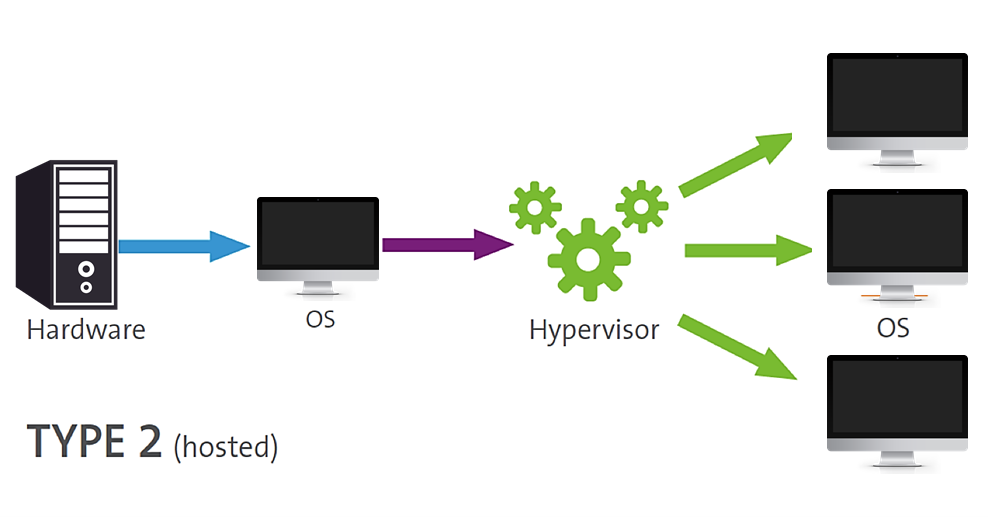 Hardware
OS
Hypervisor
OS
TYPE 2 (hosted)